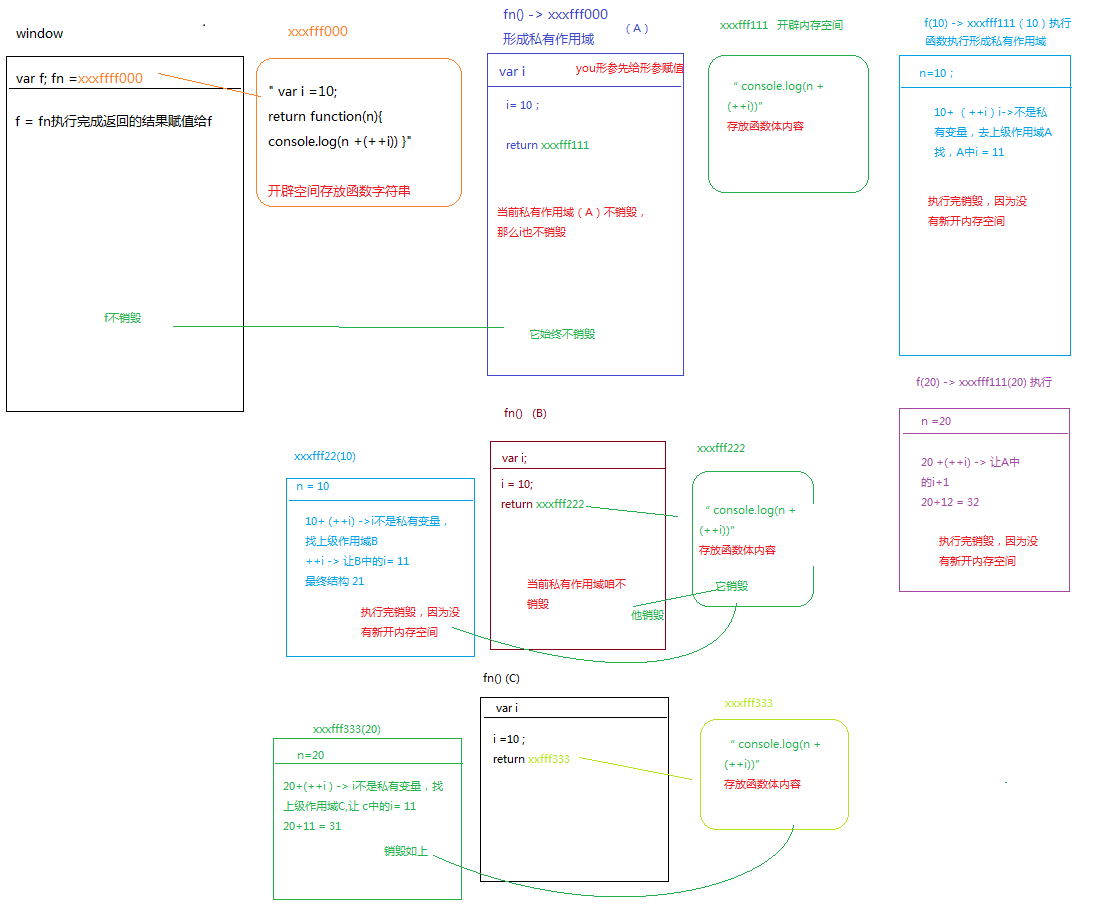 window
var f; fn =xxxffff000
f = fn执行完成返回的结果赋值给f
f不销毁
xxxfff000
" var i =10;
return function(n){
console.log(n +(++i)) }"
开辟空间存放函数字符串
fn() -> xxxfff000
形成私有作用域
（A）
var i
you形参先给形参赋值
i= 10；
return xxxfff111
当前私有作用域（A）不销毁，
那么i也不销毁
它始终不销毁
xxxfff111 开辟内存空间
“ console.log(n +
(++i))”
存放函数体内容
f(10) -> xxxfff111（10）执行
函数执行形成私有作用域
n=10；
10+（++i）i->不是私
有变量，去上级作用域A
找，A中i = 11
执行完销毁，因为没
有新开内存空间
f(20) -> xxxfff111(20) 执行
n =20
20 +(++i) -> 让A中
的i+1
20+12 = 32
执行完销毁，因为没
有新开内存空间
fn() (B)
var i;
i = 10;
return xxxfff222
当前私有作用域咱不
销毁
他销毁
xxxfff222
“ console.log(n +
(++i))”
存放函数体内容
它销毁
xxxfff22(10)
n = 10
10+ (++i) ->i不是私有变量，
找上级作用域B
++i -> 让B中的i= 11
最终结构 21
执行完销毁，因为没
有新开内存空间
fn() (C)
var i
i =10 ;
return xxfff333
xxxfff333
“ console.log(n +
(++i))”
存放函数体内容
xxxfff333(20)
n=20
20+(++i）-> i不是私有变量，找
上级作用域C,让 c中的i= 11
20+11 = 31
销毁如上